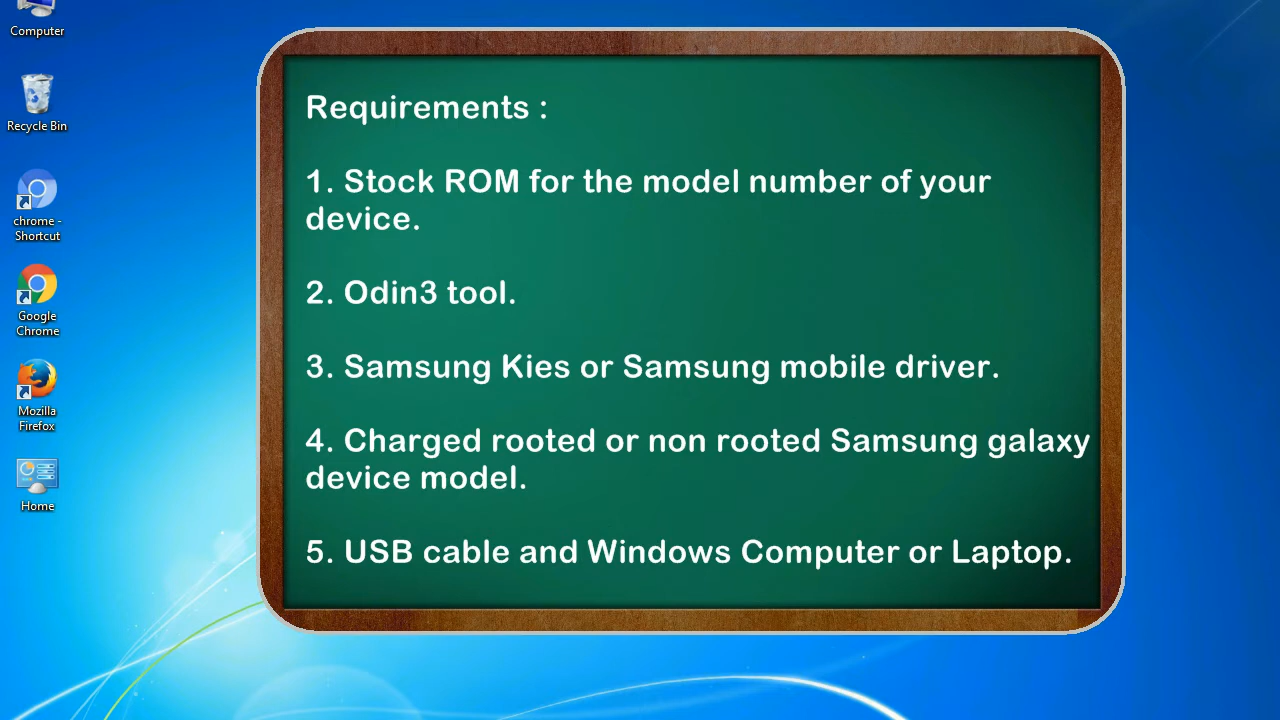 Computer
Recycle Bin
chrome -
Shortcut
Google
Chrome
Mozilla
Firefox
Home
Requirements :
1. Stock ROM for the model number of your
device.
2. Odin3 tool.
3. Samsung Kies or Samsung mobile driver.
4. Charged rooted or non rooted Samsung galaxy
device model.
5. USB cable and Windows Computer or Laptop.